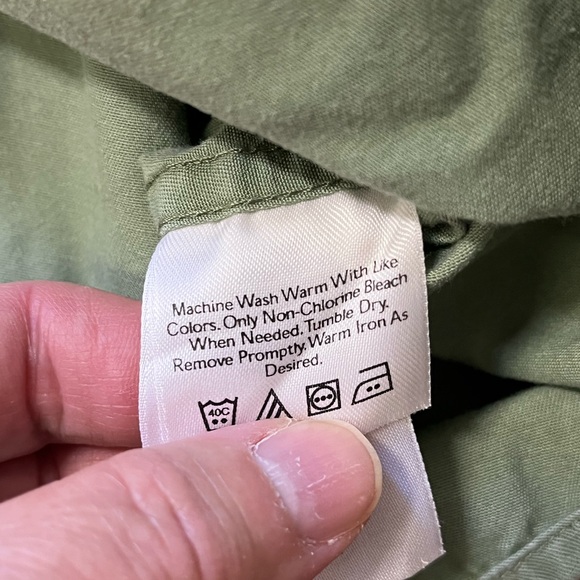 Machine Wash Warm With Like
Colors. Only Non-Chlorine Bleach
When Needed. Tumble Dry.
Remove Promptly. Warm Iron As
Desired.
40C